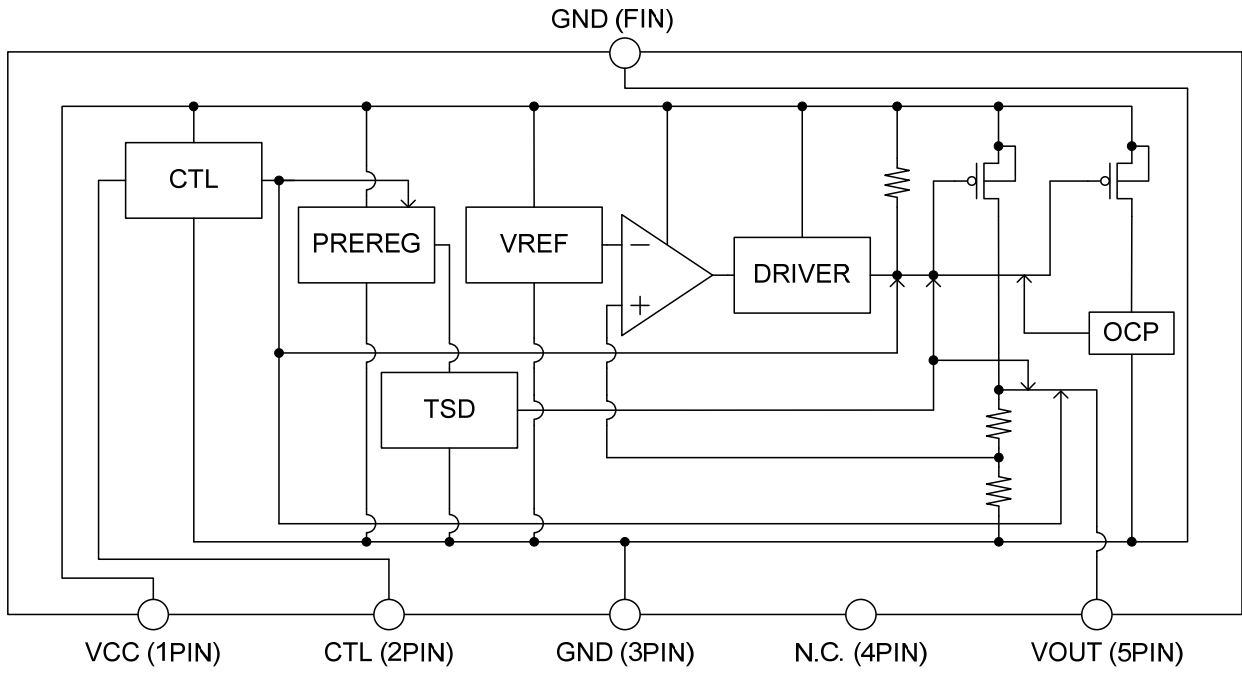 GND (FIN)
CTL
PREREG
VREF
−
+
DRIVER
OCP
TSD
VCC (1PIN)
CTL (2PIN)
GND (3PIN)
N.C. (4PIN)
VOUT (5PIN)